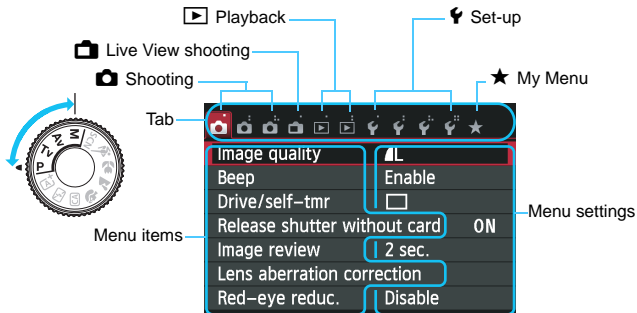 Playback
Set-up
Live View shooting
Shooting
My Menu
Tab
M
Av
Tv
P
CA
A+
Image quality L
Beep Enable
Drive/self-tmr
Release shutter without card ON
Image review 2 sec.
Lens aberration correction
Red-eye reduc. Disable
Menu items
Menu settings